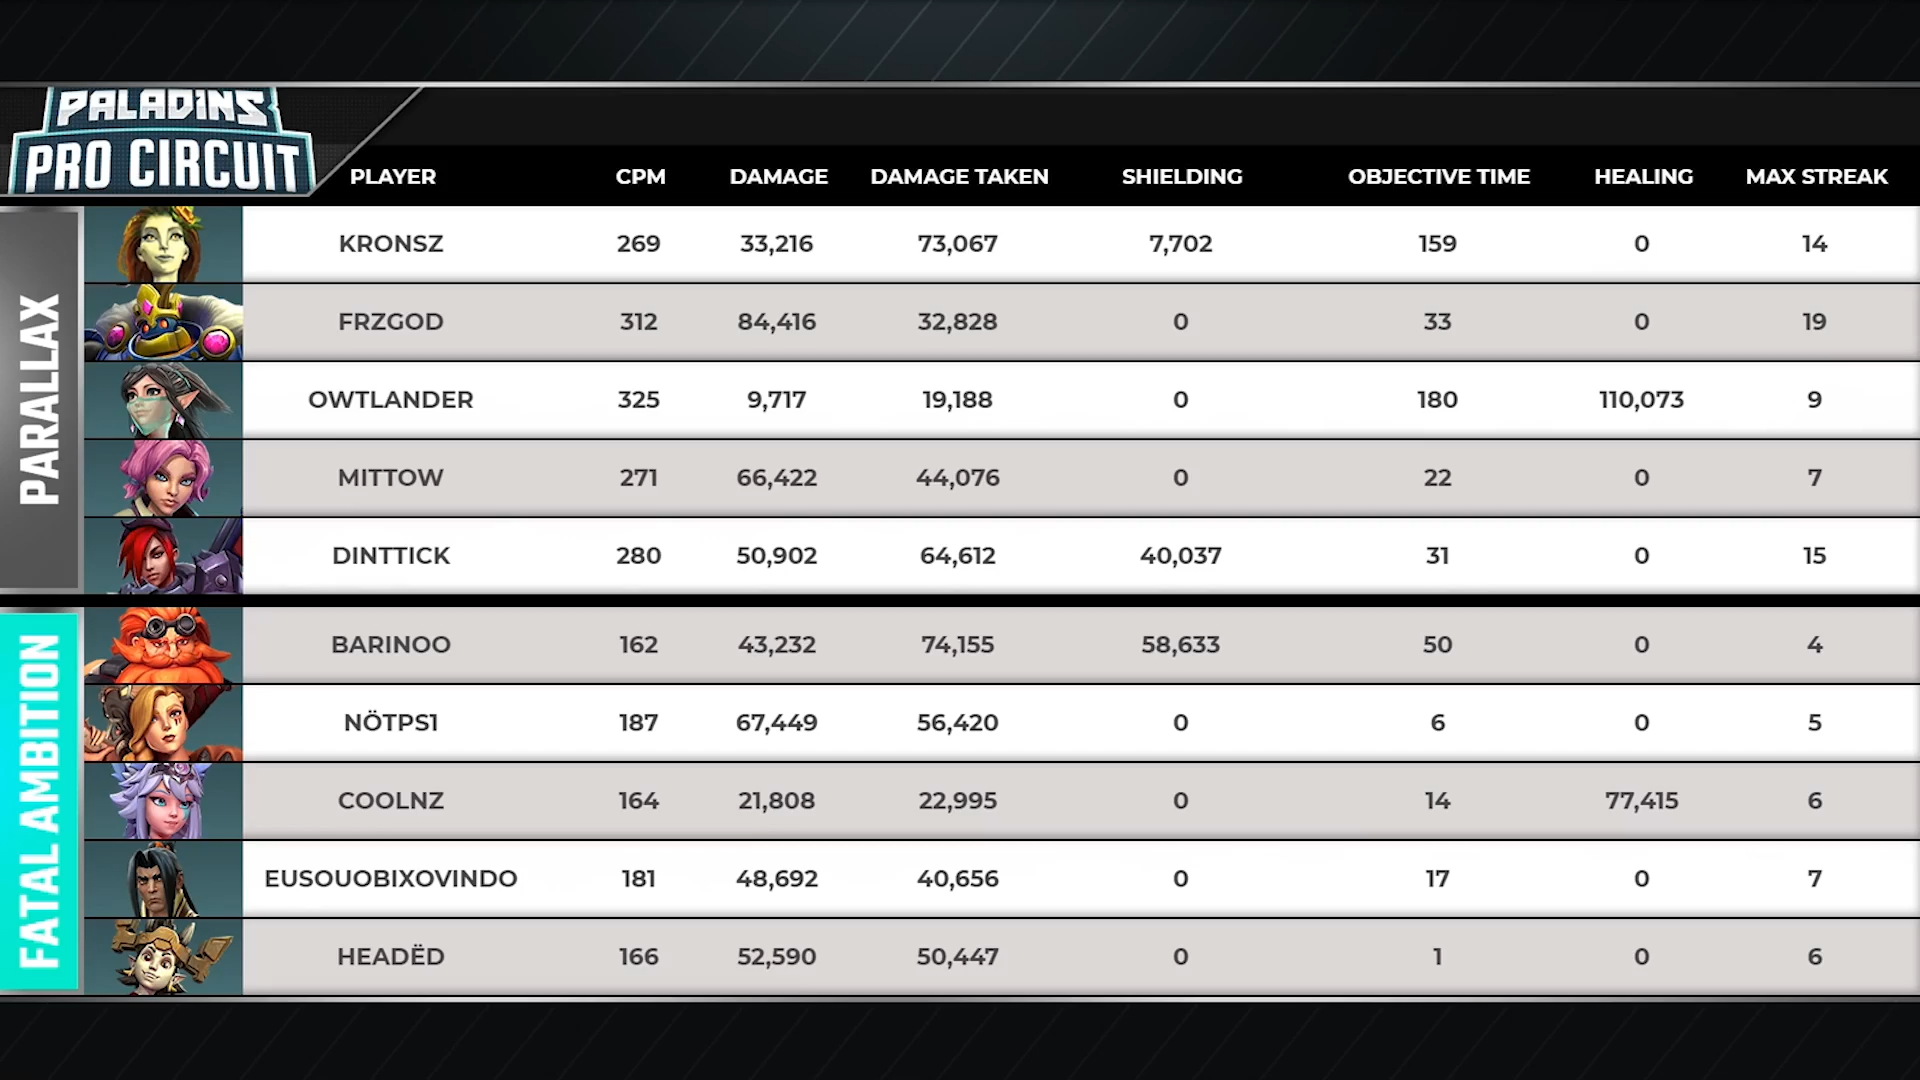 PALADINS
PRO CIRCUIT
PLAYER CPM DAMAGE DAMAGE TAKEN SHIELDING OBJECTIVE TIME HEALING MAX STREAK
PARALLAX
KRONSZ 269 33,216 73,067 7,702 159 0 14
FRZGOD 312 84,416 32,828 0 33 0 19
OWTLANDER 325 9,717 19,188 0 180 110,073 9
MITTOW 271 66,422 44,076 0 22 0 7
DINTTICK 280 50,902 64,612 40,037 31 0 15
FATAL AMBITION
BARINOO 162 43,232 74,155 58,633 50 0 4
NÖTPS1 187 67,449 56,420 0 6 0 5
COOLNZ 164 21,808 22,995 0 14 77,415 6
EUSOUOBIXOVINDO 181 48,692 40,656 0 17 0 7
HEADËD 166 52,590 50,447 0 1 0 6